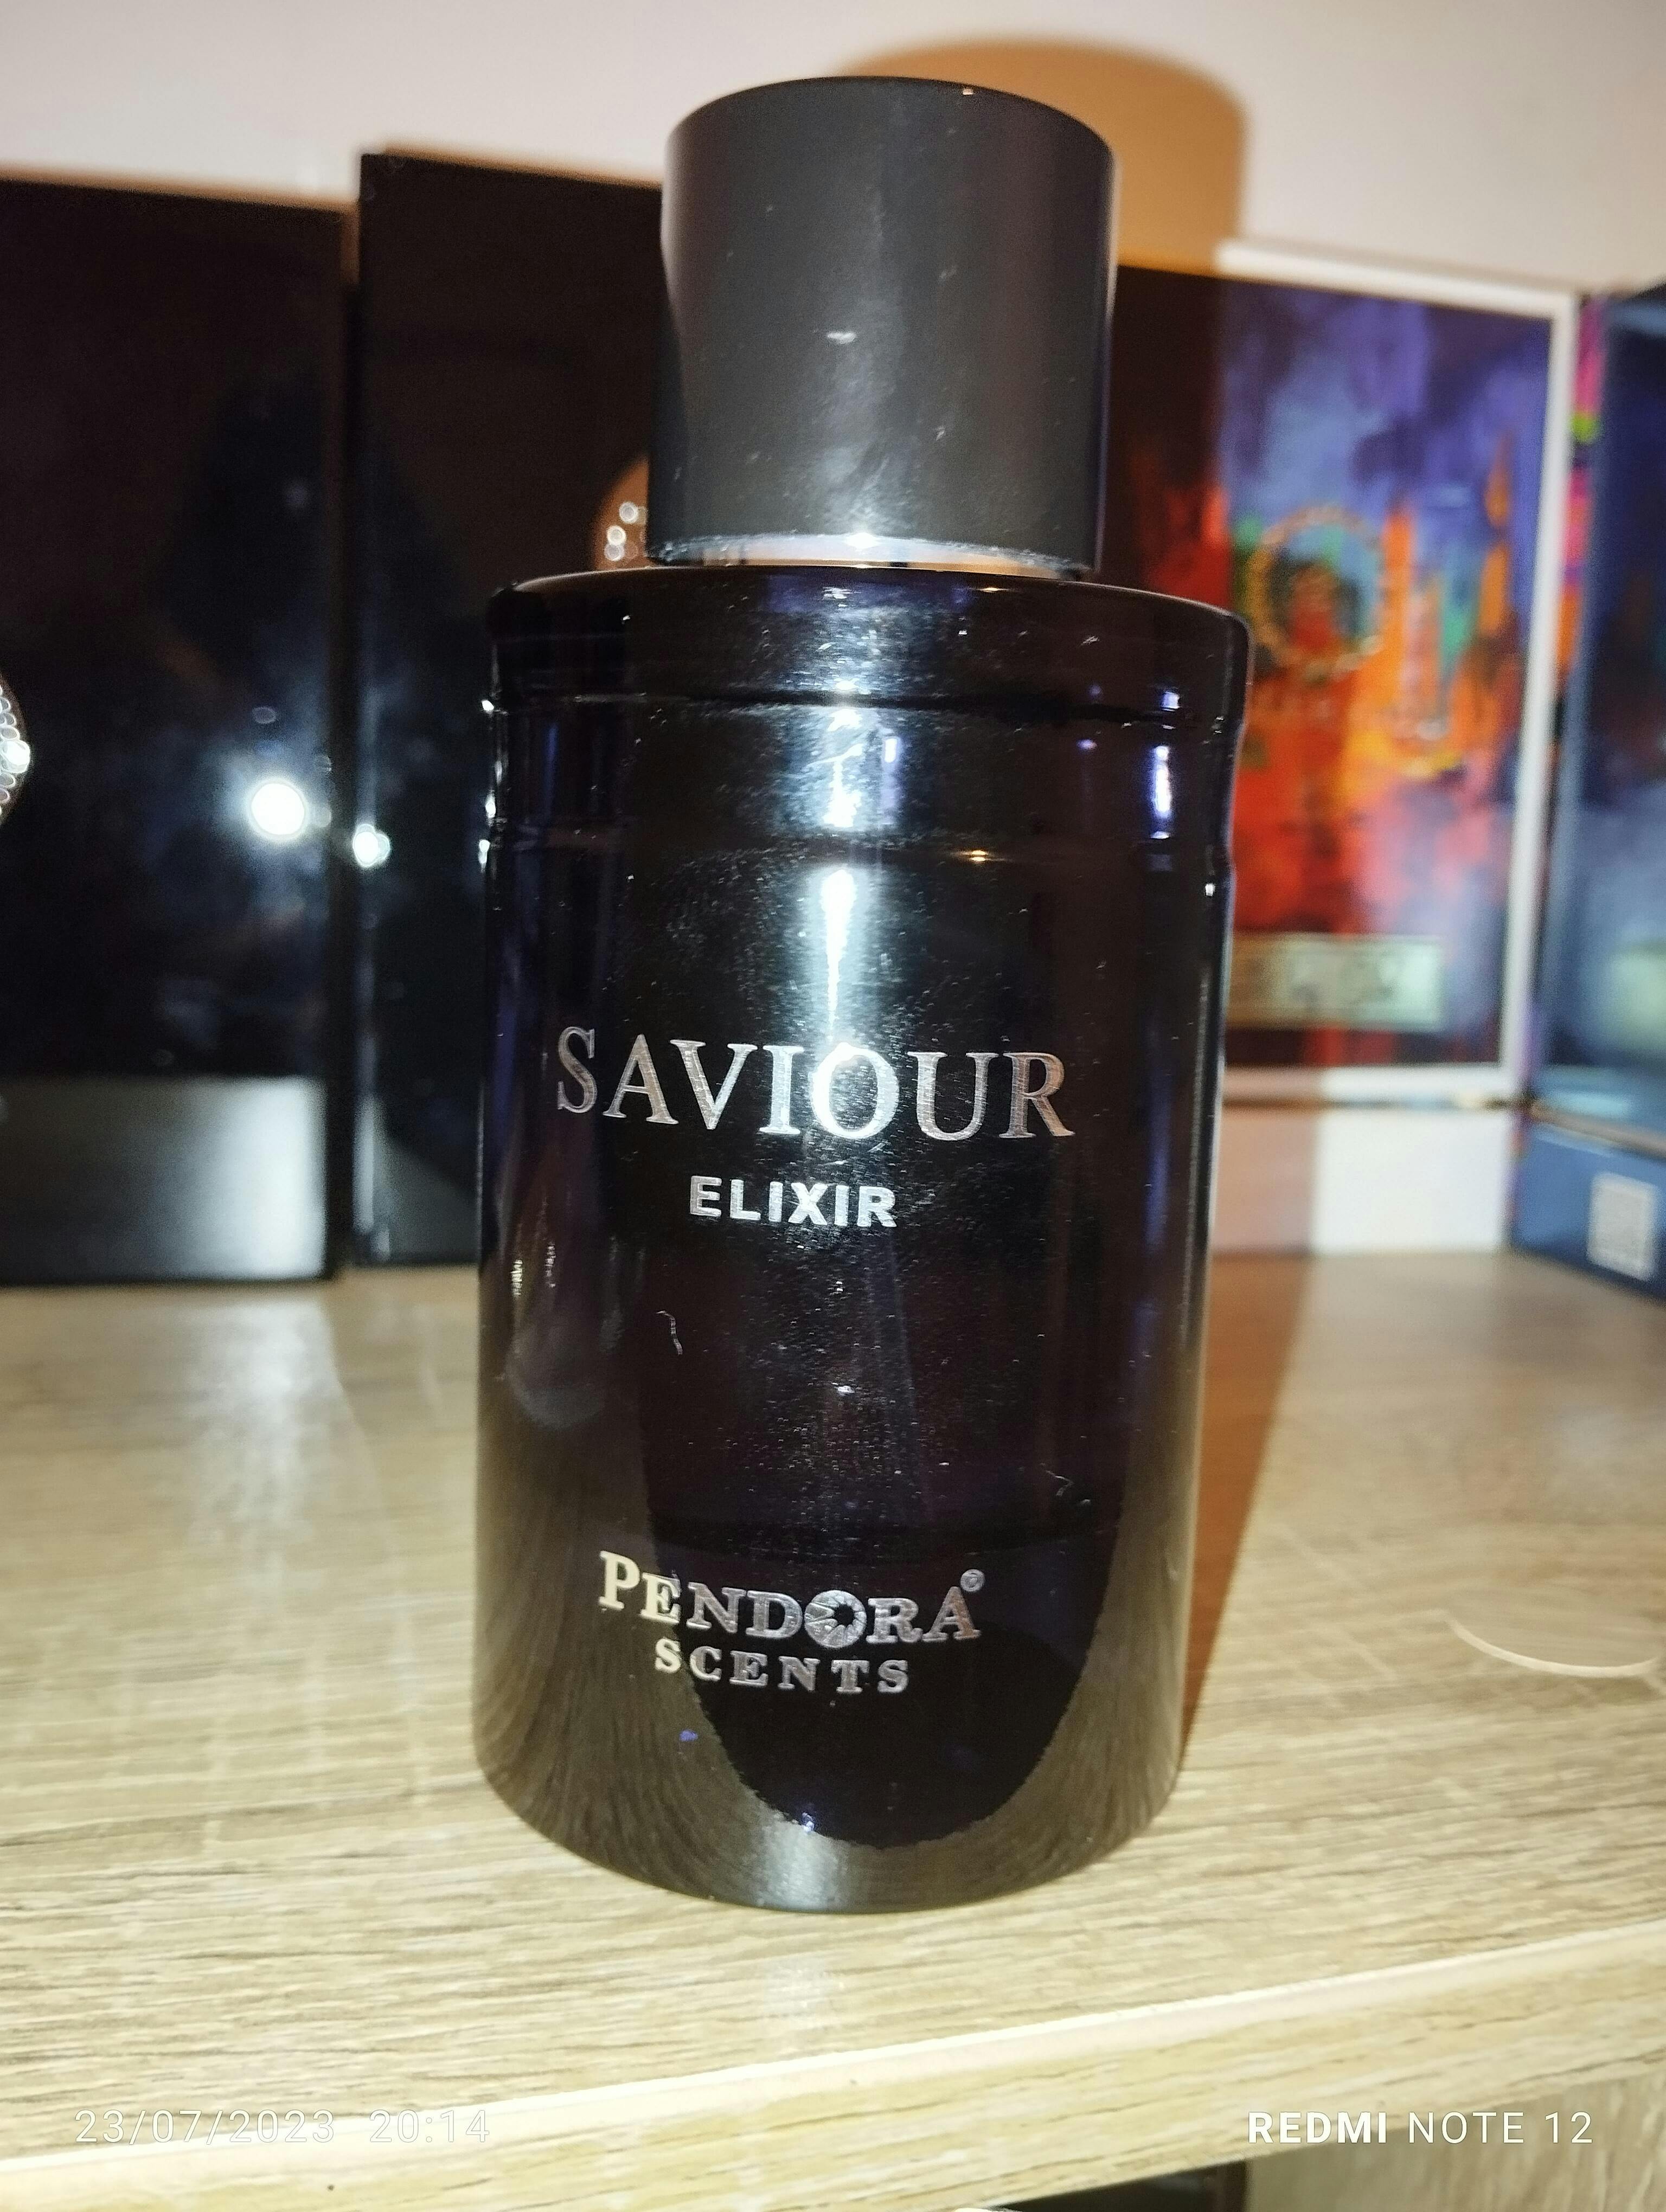 SAVIOUR
ELIXIR
PENDORA®
SCENTS
23/07/2023 20:14
REDMI NOTE 12